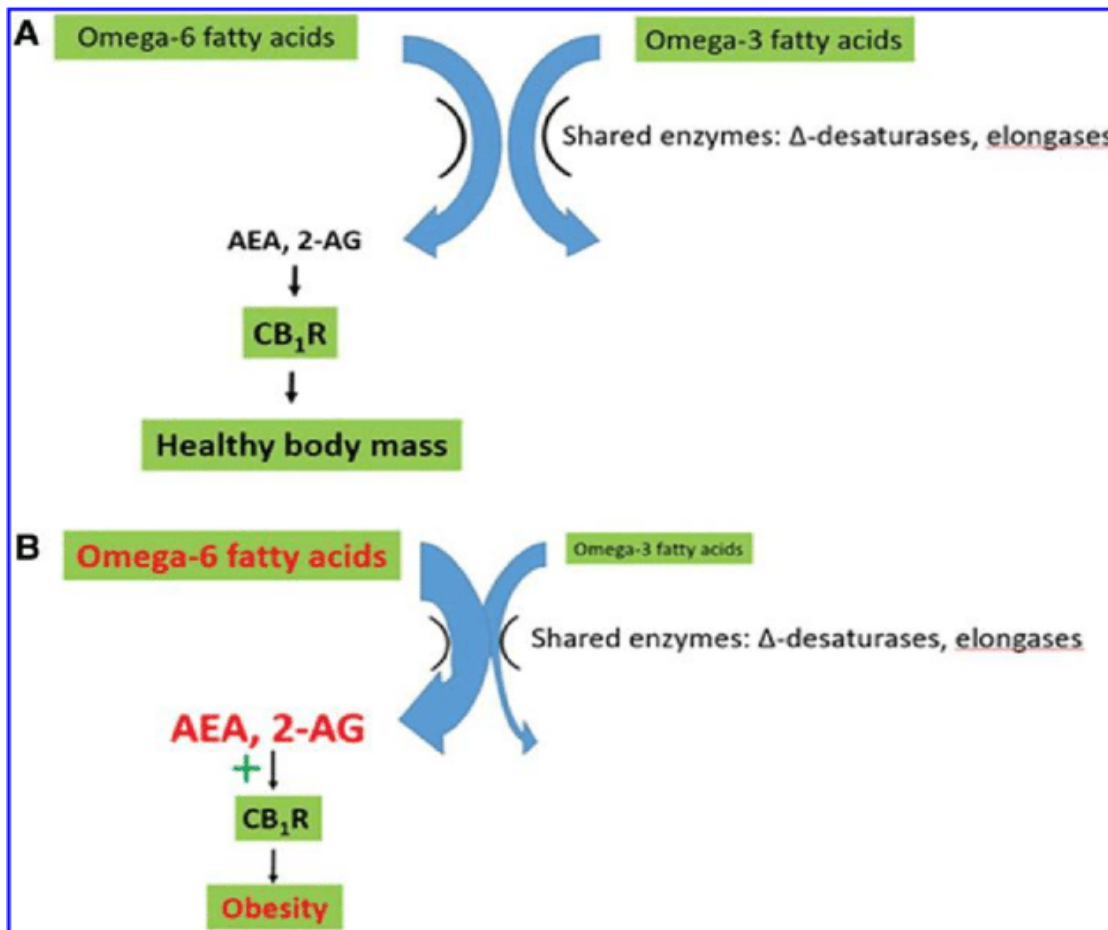 A
Omega-6 fatty acids
Omega-3 fatty acids
Shared enzymes: Δ-desaturases, elongases
AEA, 2-AG
CB₁R
Healthy body mass
B
Omega-6 fatty acids
Omega-3 fatty acids
Shared enzymes: Δ-desaturases, elongases
AEA, 2-AG
+
CB₁R
Obesity